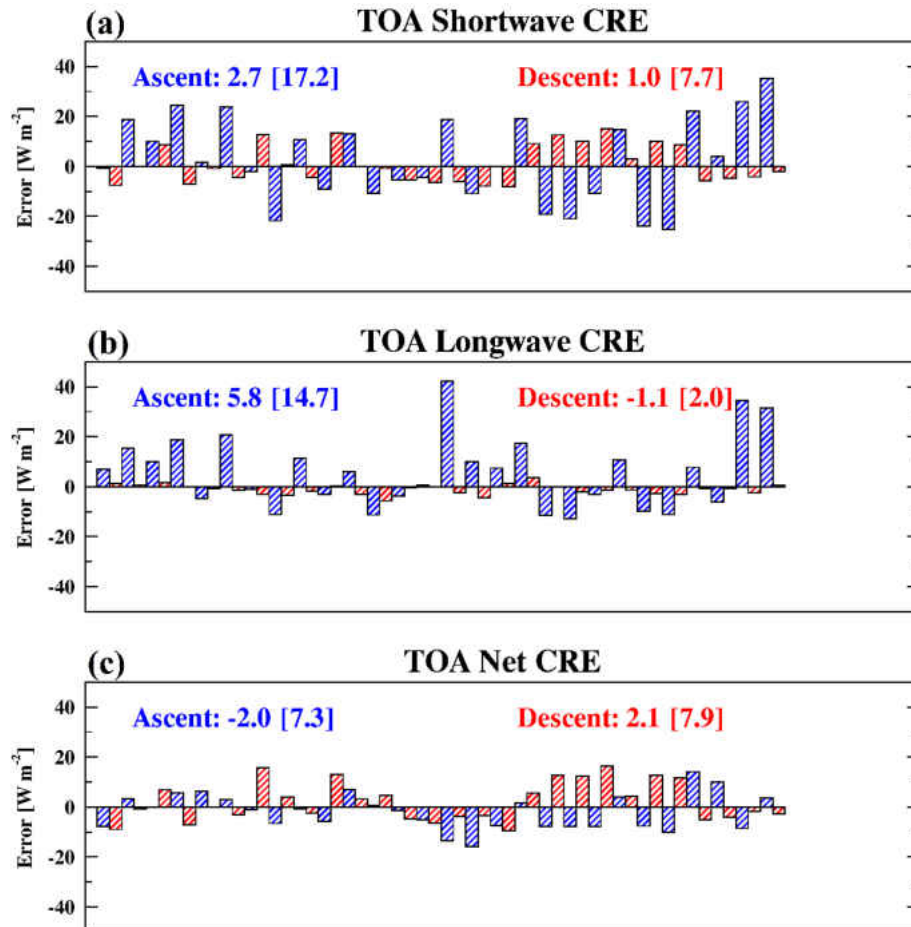 (a) TOA Shortwave CRE
Ascent: 2.7 [17.2] Descent: 1.0 [7.7]
Error [W m⁻²]
40
20
0
-20
-40
(b) TOA Longwave CRE
Ascent: 5.8 [14.7] Descent: -1.1 [2.0]
Error [W m⁻²]
40
20
0
-20
-40
(c) TOA Net CRE
Ascent: -2.0 [7.3] Descent: 2.1 [7.9]
Error [W m⁻²]
40
20
0
-20
-40